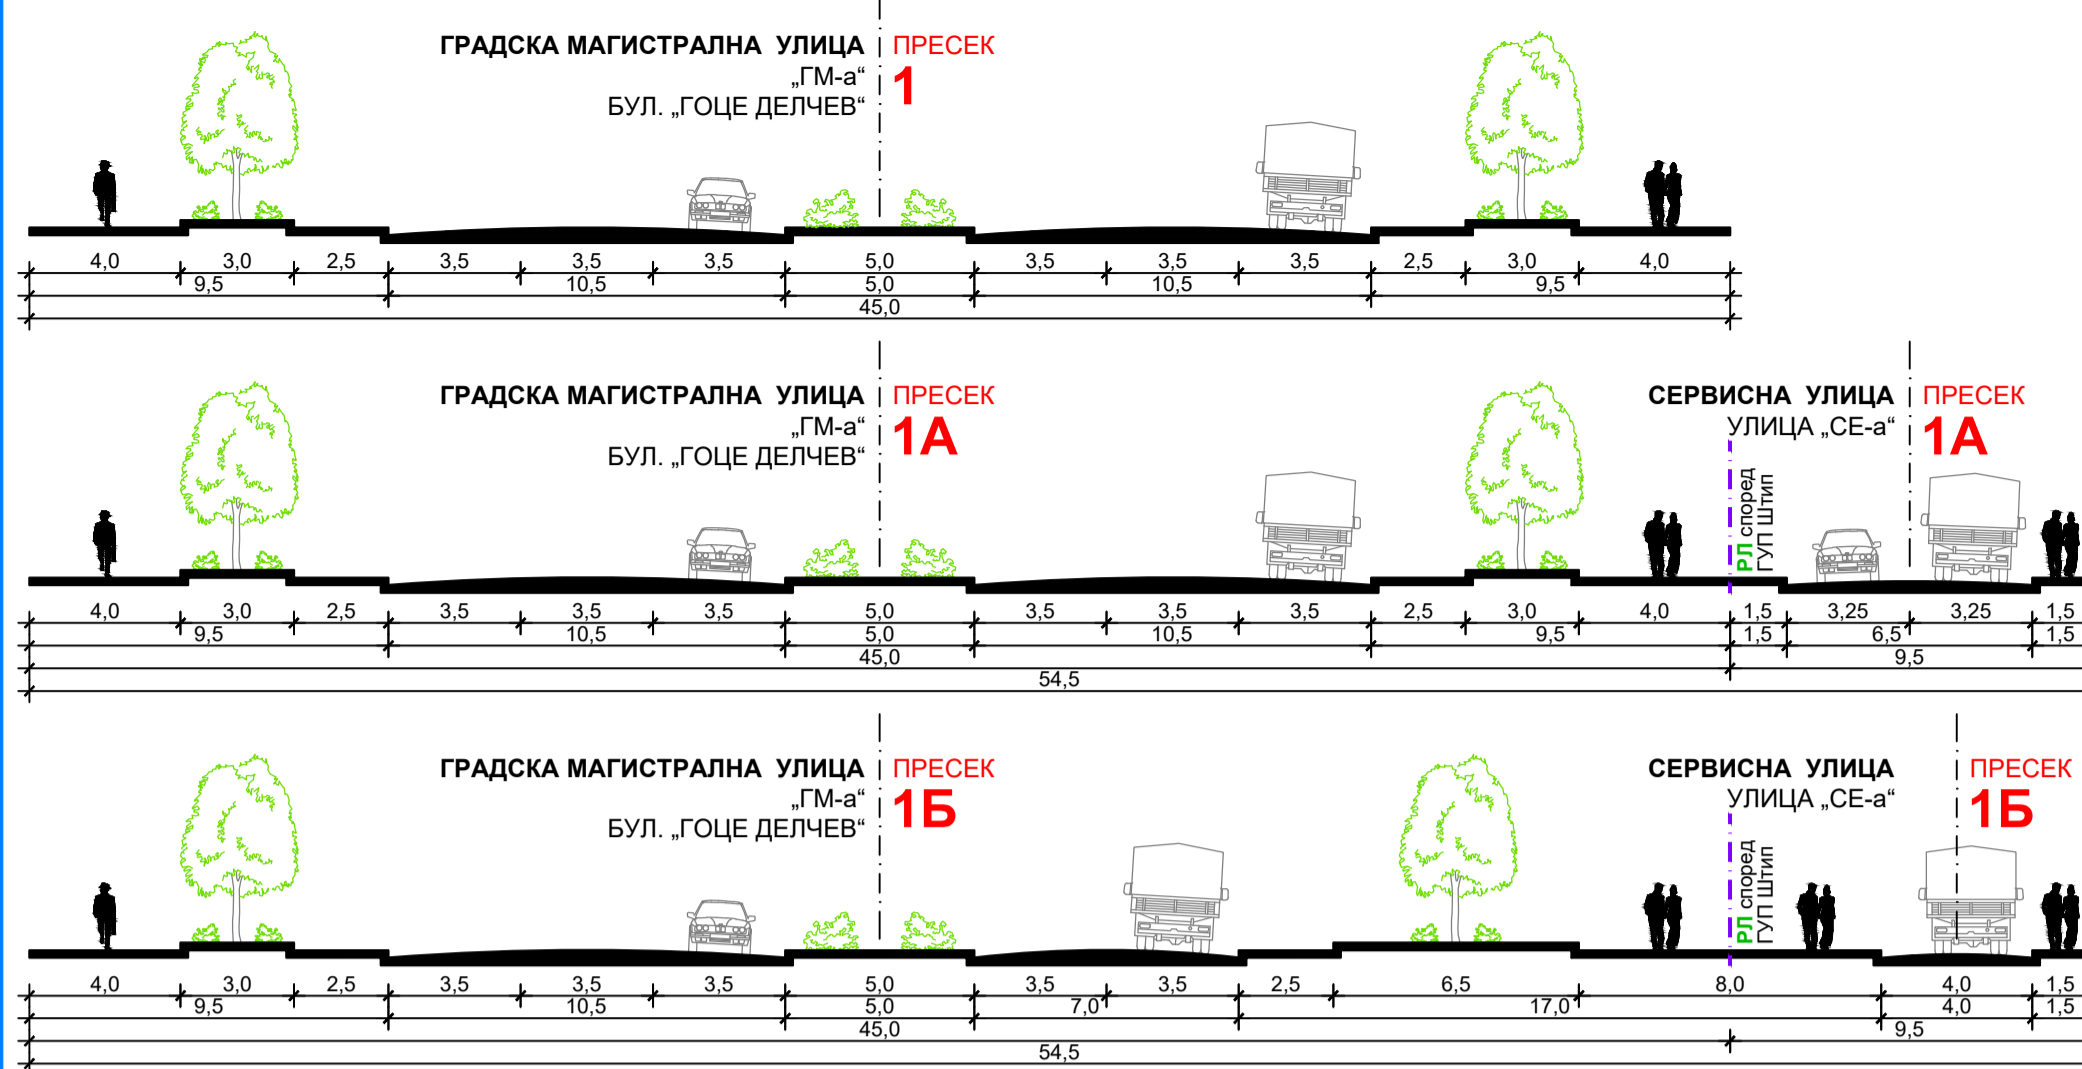 ГРАДСКА МАГИСТРАЛНА УЛИЦА ПРЕСЕК
„ГМ-а“ 1
БУЛ. „ГОЦЕ ДЕЛЧЕВ“
4,0 3,0 2,5 3,5 3,5 3,5 5,0 3,5 3,5 3,5 2,5 3,0 4,0
9,5 10,5 5,0 10,5 9,5
45,0
ГРАДСКА МАГИСТРАЛНА УЛИЦА ПРЕСЕК СЕРВИСНА УЛИЦА ПРЕСЕК
„ГМ-а“ 1А УЛИЦА „СЕ-а“ 1А
БУЛ. „ГОЦЕ ДЕЛЧЕВ“
РЛ според
ГУП Штип
4,0 3,0 2,5 3,5 3,5 3,5 5,0 3,5 3,5 3,5 2,5 3,0 4,0 1,5 3,25 3,25 1,5
9,5 10,5 5,0 10,5 9,5 1,5 6,5 1,5
45,0 9,5
54,5
ГРАДСКА МАГИСТРАЛНА УЛИЦА ПРЕСЕК СЕРВИСНА УЛИЦА ПРЕСЕК
„ГМ-а“ 1Б УЛИЦА „СЕ-а“ 1Б
БУЛ. „ГОЦЕ ДЕЛЧЕВ“
РЛ според
ГУП Штип
4,0 3,0 2,5 3,5 3,5 3,5 5,0 3,5 3,5 2,5 6,5 8,0 4,0 1,5
9,5 10,5 5,0 7,0 17,0 4,0 1,5
45,0 9,5
54,5